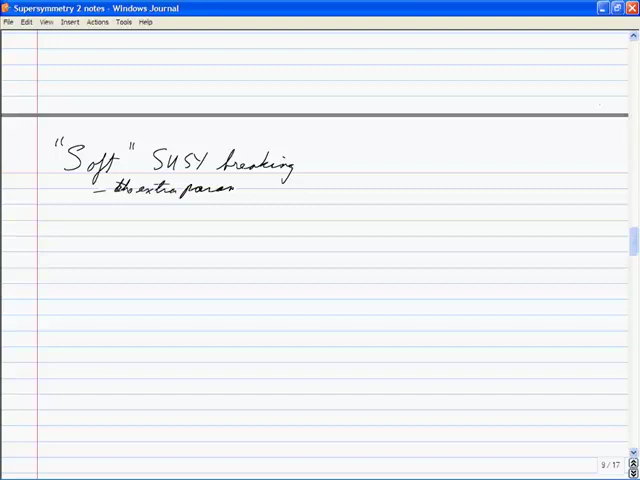 Supersymmetry 2 notes - Windows Journal
File Edit View Insert Actions Tools Help
"Soft" SUSY breaking
- the extra param
9 / 17